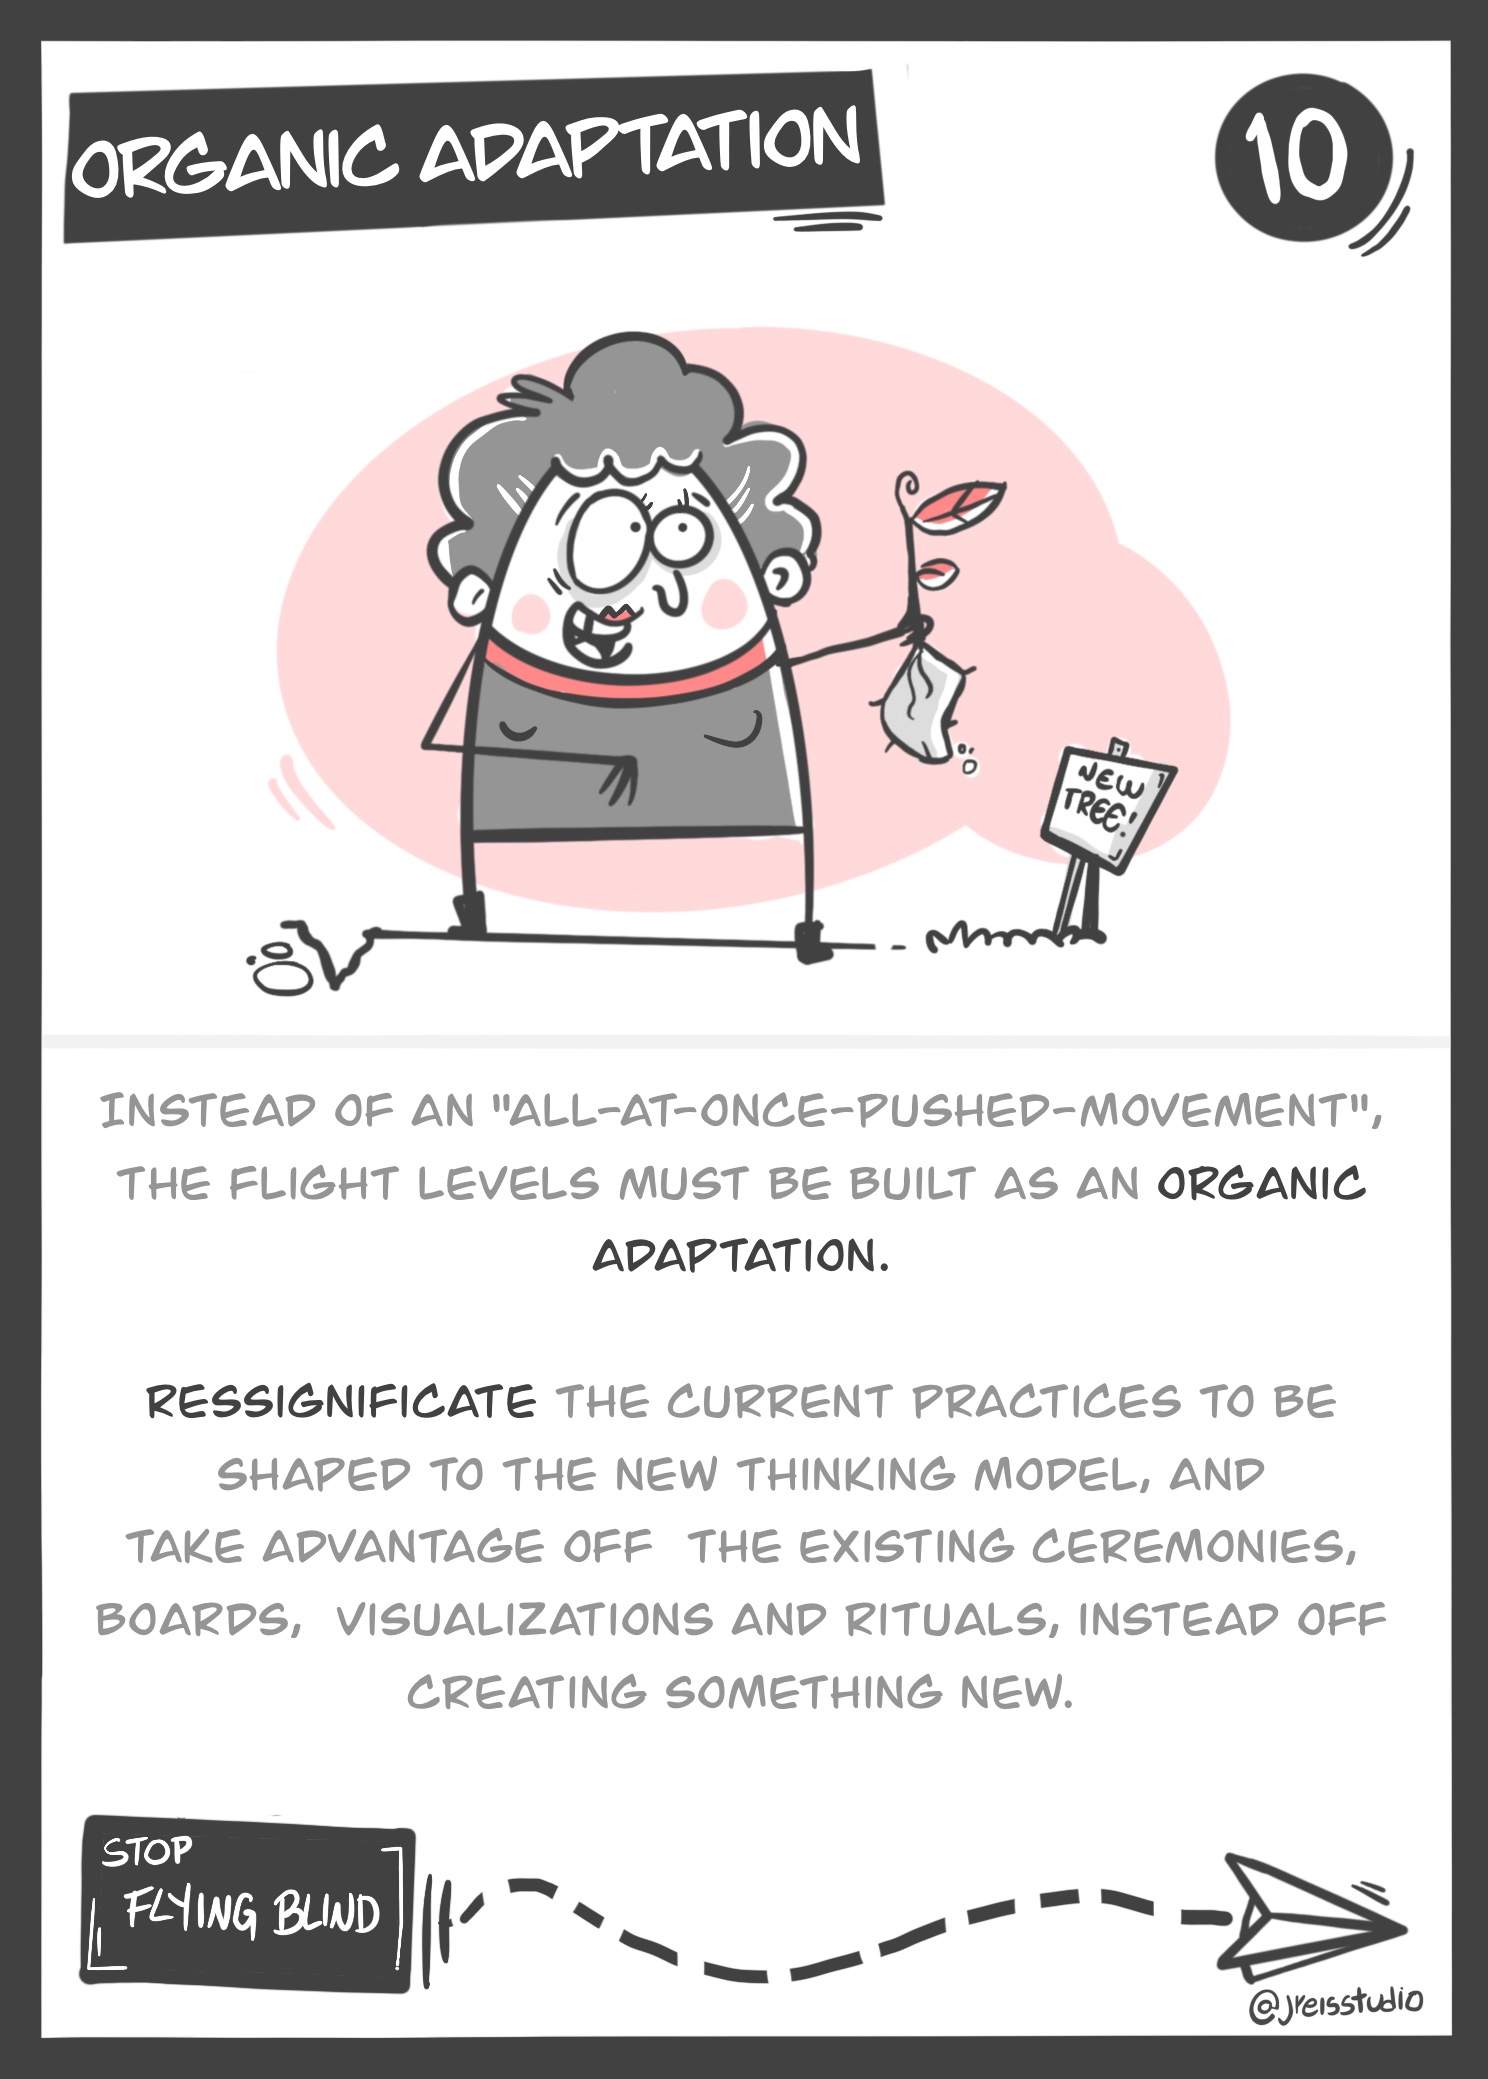 ORGANIC ADAPTATION
10
NEW
TREE!
INSTEAD OF AN "ALL-AT-ONCE-PUSHED-MOVEMENT",
THE FLIGHT LEVELS MUST BE BUILT AS AN ORGANIC
ADAPTATION.
RESSIGNIFICATE THE CURRENT PRACTICES TO BE
SHAPED TO THE NEW THINKING MODEL, AND
TAKE ADVANTAGE OFF THE EXISTING CEREMONIES,
BOARDS, VISUALIZATIONS AND RITUALS, INSTEAD OFF
CREATING SOMETHING NEW.
STOP
FLYING BLIND
@jreisstudio